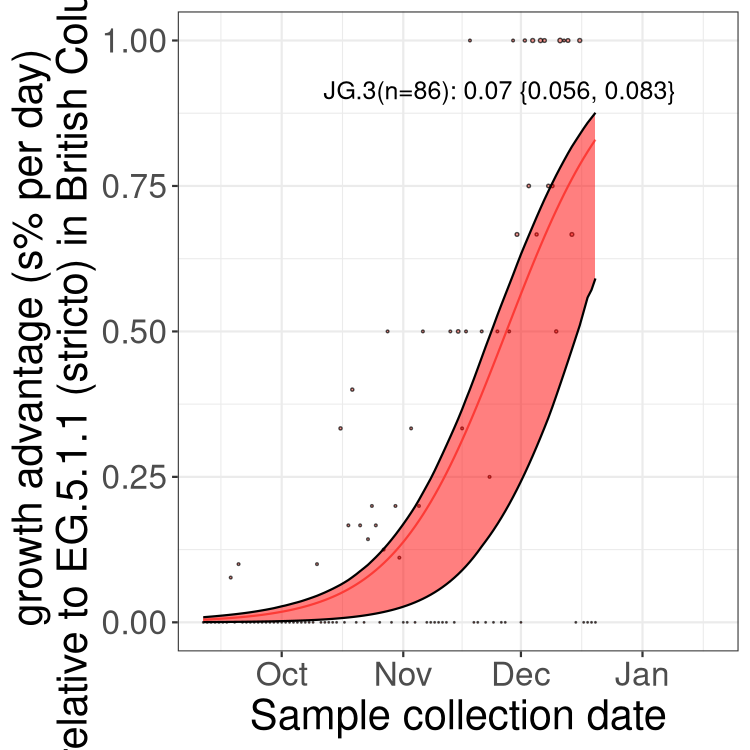 growth advantage (s% per day)
relative to EG.5.1.1 (stricto) in British
1.00
0.75
0.50
0.25
0.00
JG.3(n=86): 0.07 {0.056, 0.083}
Oct Nov Dec Jan
Sample collection date